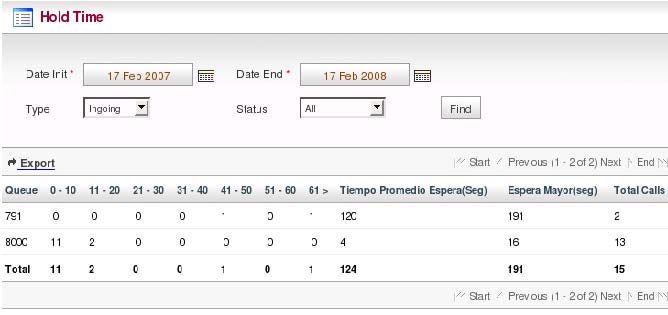 Hold Time
Date Init * 17 Feb 2007 Date End * 17 Feb 2008
Type Ingoing Status All Find
Export Start Previous (1 - 2 of 2) Next End
Queue 0 - 10 11 - 20 21 - 30 31 - 40 41 - 50 51 - 60 61 > Tiempo Promedio Espera(Seg) Espera Mayor(seg) Total Calls
791 0 0 0 0 1 0 1 120 191 2
8000 11 2 0 0 0 0 0 4 16 13
Total 11 2 0 0 1 0 1 124 191 15
Start Previous (1 - 2 of 2) Next End